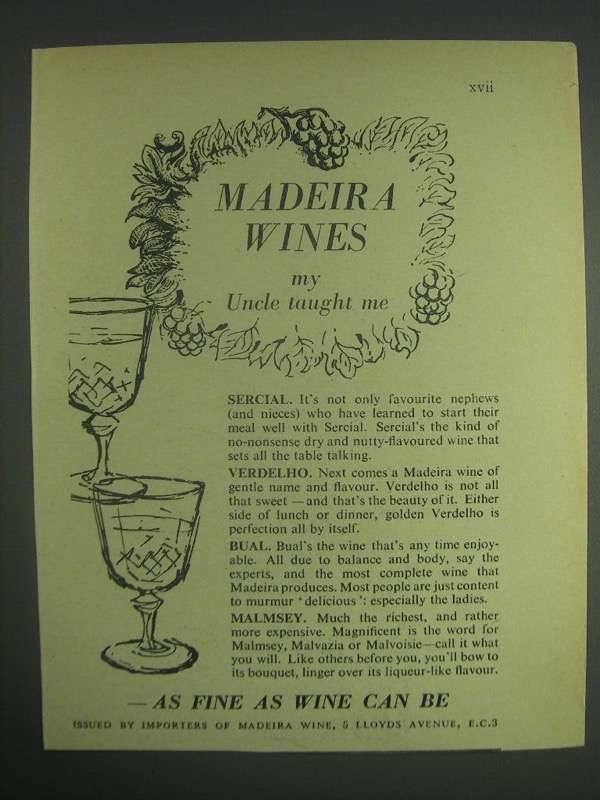 xvii
MADEIRA
WINES
my
Uncle taught me
SERCIAL. It's not only favourite nephews
(and nieces) who have learned to start their
meal well with Sercial. Sercial's the kind of
no-nonsense dry and nutty-flavoured wine that
sets all the table talking.
VERDELHO. Next comes a Madeira wine of
gentle name and flavour. Verdelho is not all
that sweet — and that's the beauty of it. Either
side of lunch or dinner, golden Verdelho is
perfection all by itself.
BUAL. Bual's the wine that's any time enjoy-
able. All due to balance and body, say the
experts, and the most complete wine that
Madeira produces. Most people are just content
to murmur ‘delicious’: especially the ladies.
MALMSEY. Much the richest, and rather
more expensive. Magnificent is the word for
Malmsey, Malvazia or Malvoisie—call it what
you will. Like others before you, you'll bow to
its bouquet, linger over its liqueur-like flavour.
— AS FINE AS WINE CAN BE
ISSUED BY IMPORTERS OF MADEIRA WINE, 5 LLOYDS AVENUE, E.C.3